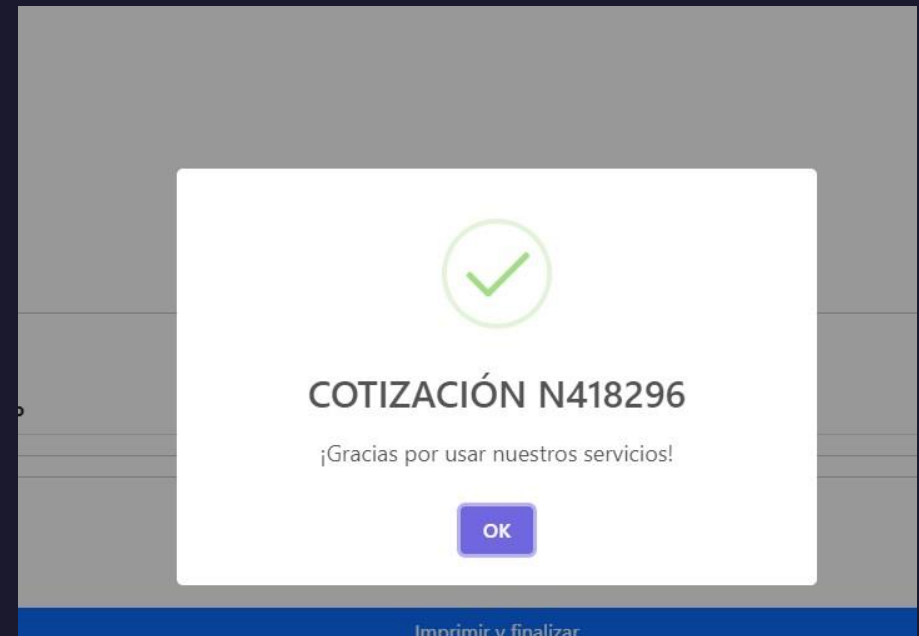 COTIZACIÓN N418296
¡Gracias por usar nuestros servicios!
OK
Imprimir y finalizar